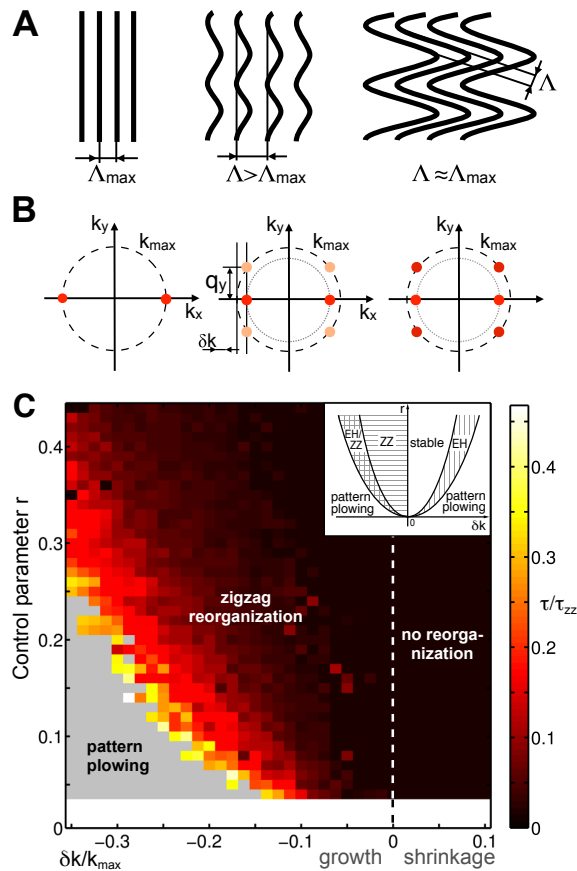 A
Λmax
Λ>Λmax
Λ≈Λmax
Λ
B
ky
kmax
kx
ky
kmax
qy
kx
δk
ky
kmax
kx
C
Control parameter r
0.4
0.3
0.2
0.1
0
r
EH/
ZZ
ZZ
stable
EH
pattern
plowing
pattern
plowing
0
δk
zigzag
reorganization
no reorga-
nization
pattern
plowing
−0.3
−0.2
−0.1
0
0.1
δk/kmax
growth
shrinkage
0.4
0.3
0.2
0.1
0
τ/τzz